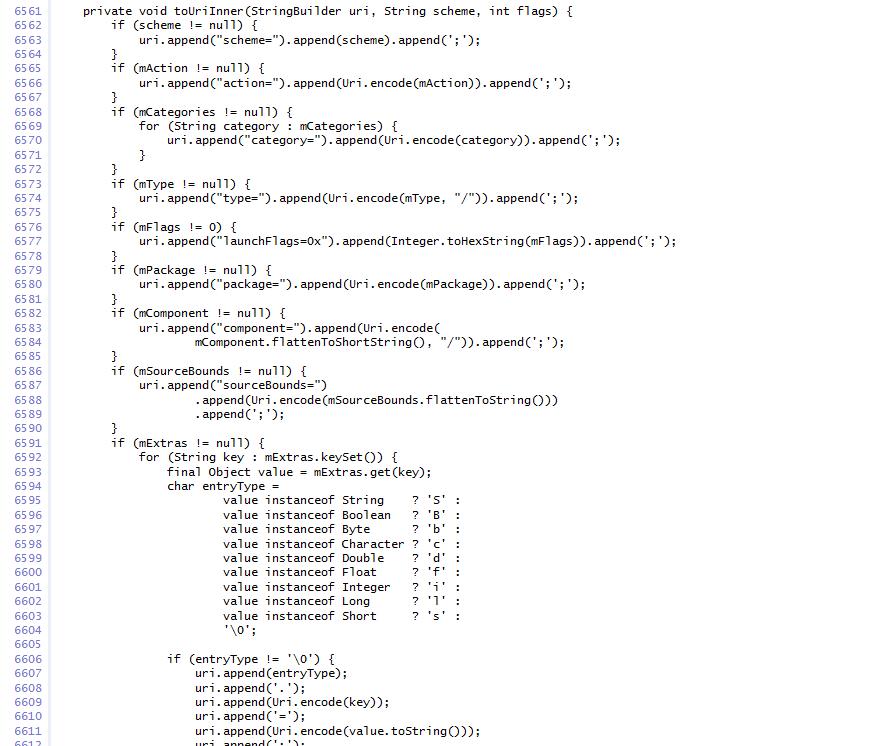 6561 private void toUriInner(StringBuilder uri, String scheme, int flags) {
6562 if (scheme != null) {
6563 uri.append("scheme=").append(scheme).append(';');
6564 }
6565 if (mAction != null) {
6566 uri.append("action=").append(Uri.encode(mAction)).append(';');
6567 }
6568 if (mCategories != null) {
6569 for (String category : mCategories) {
6570 uri.append("category=").append(Uri.encode(category)).append(';');
6571 }
6572 }
6573 if (mType != null) {
6574 uri.append("type=").append(Uri.encode(mType, "/")).append(';');
6575 }
6576 if (mFlags != 0) {
6577 uri.append("launchFlags=0x").append(Integer.toHexString(mFlags)).append(';');
6578 }
6579 if (mPackage != null) {
6580 uri.append("package=").append(Uri.encode(mPackage)).append(';');
6581 }
6582 if (mComponent != null) {
6583 uri.append("component=").append(Uri.encode(
6584 mComponent.flattenToShortString(), "/")).append(';');
6585 }
6586 if (mSourceBounds != null) {
6587 uri.append("sourceBounds=")
6588 .append(Uri.encode(mSourceBounds.flattenToString()))
6589 .append(';');
6590 }
6591 if (mExtras != null) {
6592 for (String key : mExtras.keySet()) {
6593 final Object value = mExtras.get(key);
6594 char entryType =
6595 value instanceof String ? 'S' :
6596 value instanceof Boolean ? 'B' :
6597 value instanceof Byte ? 'b' :
6598 value instanceof Character ? 'c' :
6599 value instanceof Double ? 'd' :
6600 value instanceof Float ? 'f' :
6601 value instanceof Integer ? 'i' :
6602 value instanceof Long ? 'l' :
6603 value instanceof Short ? 's' :
6604 '\0';
6605
6606 if (entryType != '\0') {
6607 uri.append(entryType);
6608 uri.append('.');
6609 uri.append(Uri.encode(key));
6610 uri.append('=');
6611 uri.append(Uri.encode(value.toString()));
6612 uri.append(';');